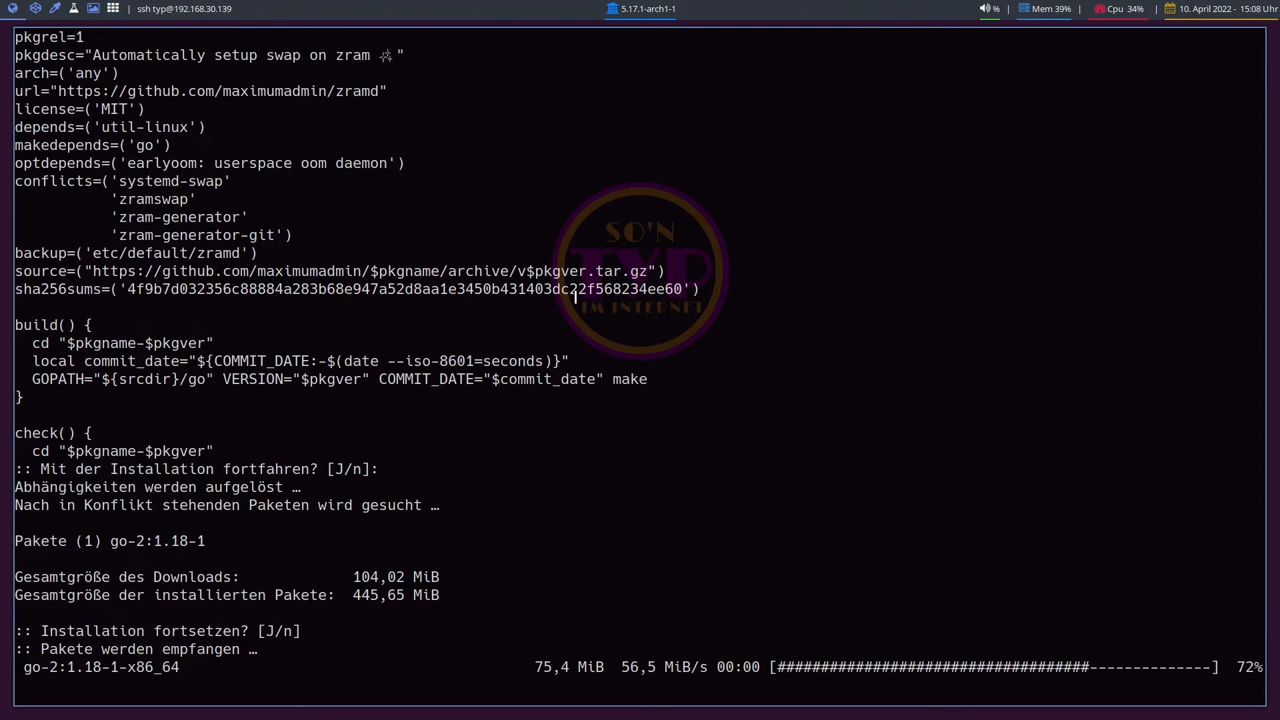 ssh typ@192.168.30.139
5.17.1-arch1-1
% Mem 39% Cpu 34% 10. April 2022 - 15:08 Uhr
pkgrel=1
pkgdesc="Automatically setup swap on zram ✨"
arch=('any')
url="https://github.com/maximumadmin/zramd"
license=('MIT')
depends=('util-linux')
makedepends=('go')
optdepends=('earlyoom: userspace oom daemon')
conflicts=('systemd-swap'
'zramswap'
'zram-generator'
'zram-generator-git')
backup=('etc/default/zramd')
source=("https://github.com/maximumadmin/$pkgname/archive/v$pkgver.tar.gz")
sha256sums=('4f9b7d032356c88884a283b68e947a52d8aa1e3450b431403dc22f568234ee60')
SO'N
TYP
IM INTERNET
build() {
cd "$pkgname-$pkgver"
local commit_date="${COMMIT_DATE:-$(date --iso-8601=seconds)}"
GOPATH="${srcdir}/go" VERSION="$pkgver" COMMIT_DATE="$commit_date" make
}
check() {
cd "$pkgname-$pkgver"
:: Mit der Installation fortfahren? [J/n]:
Abhängigkeiten werden aufgelöst …
Nach in Konflikt stehenden Paketen wird gesucht …
Pakete (1) go-2:1.18-1
Gesamtgröße des Downloads: 104,02 MiB
Gesamtgröße der installierten Pakete: 445,65 MiB
:: Installation fortsetzen? [J/n]
:: Pakete werden empfangen …
go-2:1.18-1-x86_64 75,4 MiB 56,5 MiB/s 00:00 [####################################--------------] 72%